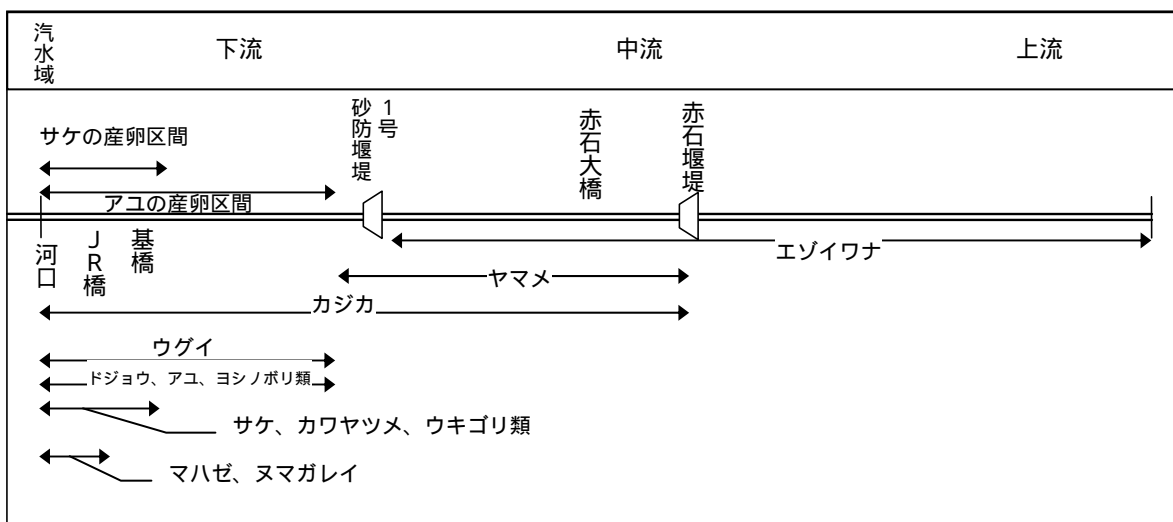 汽水域
下流
中流
上流
サケの産卵区間
アユの産卵区間
1号
砂防堰堤
赤石大橋
赤石堰堤
河口
JR橋
基橋
エゾイワナ
ヤマメ
カジカ
ウグイ
ドジョウ、アユ、ヨシノボリ類
サケ、カワヤツメ、ウキゴリ類
マハゼ、ヌマガレイ